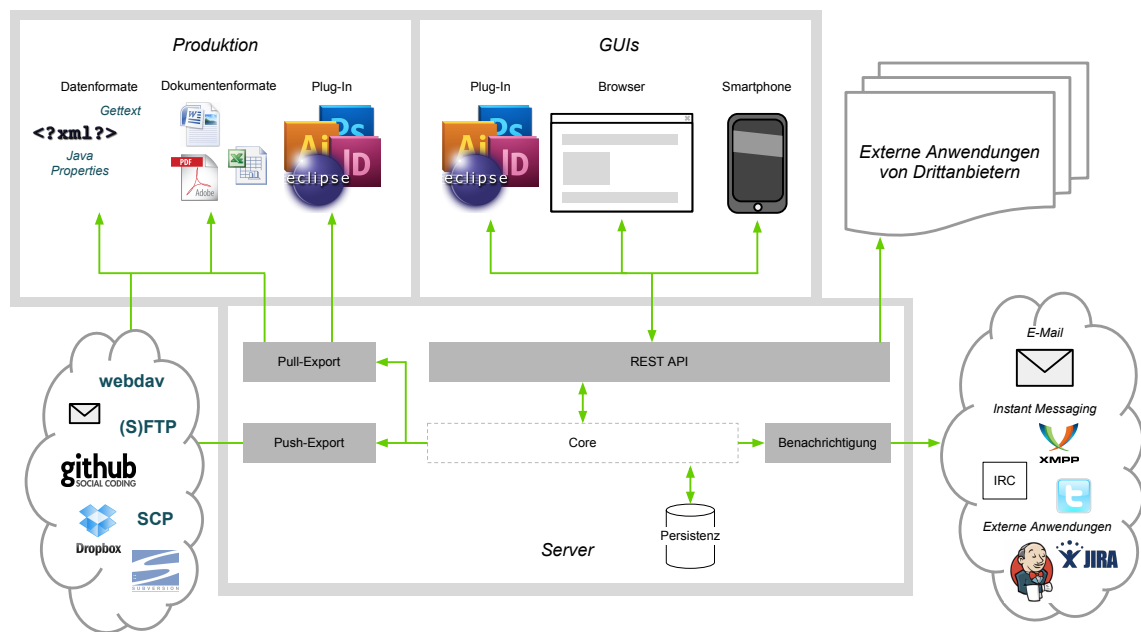 Produktion
Datenformate
Dokumentenformate
Plug-In
Gettext
<?xml?>
Java
Properties
W
PDF
Adobe
X
Ps
Ai
ID
eclipse
GUIs
Plug-In
Browser
Smartphone
Ps
Ai
ID
eclipse
x
Externe Anwendungen
von Drittanbietern
Pull-Export
REST API
Push-Export
Core
Benachrichtigung
Persistenz
Server
webdav
(S)FTP
github
SOCIAL CODING
SCP
Dropbox
SUBVERSION
E-Mail
Instant Messaging
XMPP
IRC
t
Externe Anwendungen
JIRA